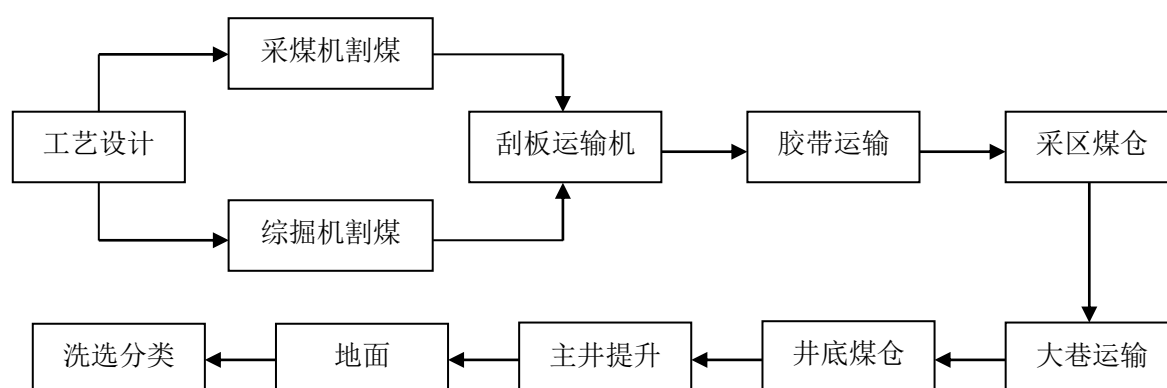 采煤机割煤
工艺设计
刮板运输机
胶带运输
采区煤仓
综掘机割煤
洗选分类
地面
主井提升
井底煤仓
大巷运输